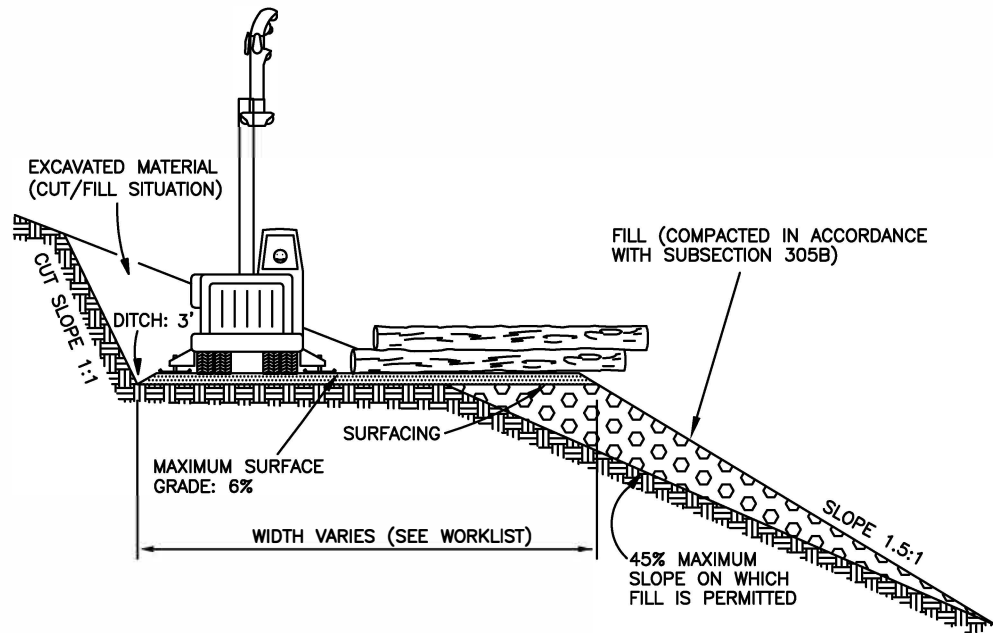 EXCAVATED MATERIAL
(CUT/FILL SITUATION)
FILL (COMPACTED IN ACCORDANCE
WITH SUBSECTION 305B)
CUT SLOPE 1:1
DITCH: 3'
SURFACING
MAXIMUM SURFACE
GRADE: 6%
SLOPE 1.5:1
WIDTH VARIES (SEE WORKLIST)
45% MAXIMUM
SLOPE ON WHICH
FILL IS PERMITTED